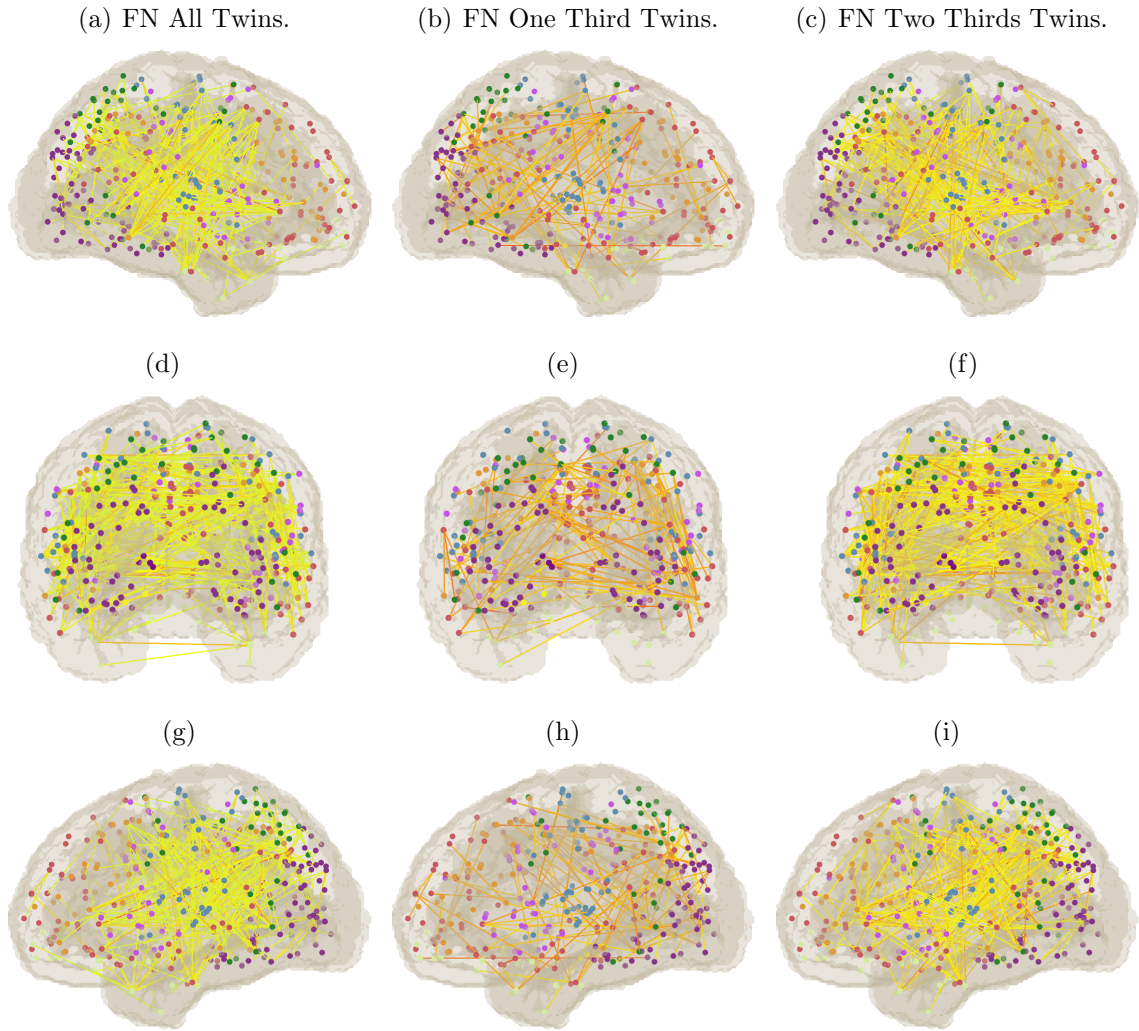 (a) FN All Twins. (b) FN One Third Twins. (c) FN Two Thirds Twins.
(d) (e) (f)
(g) (h) (i)